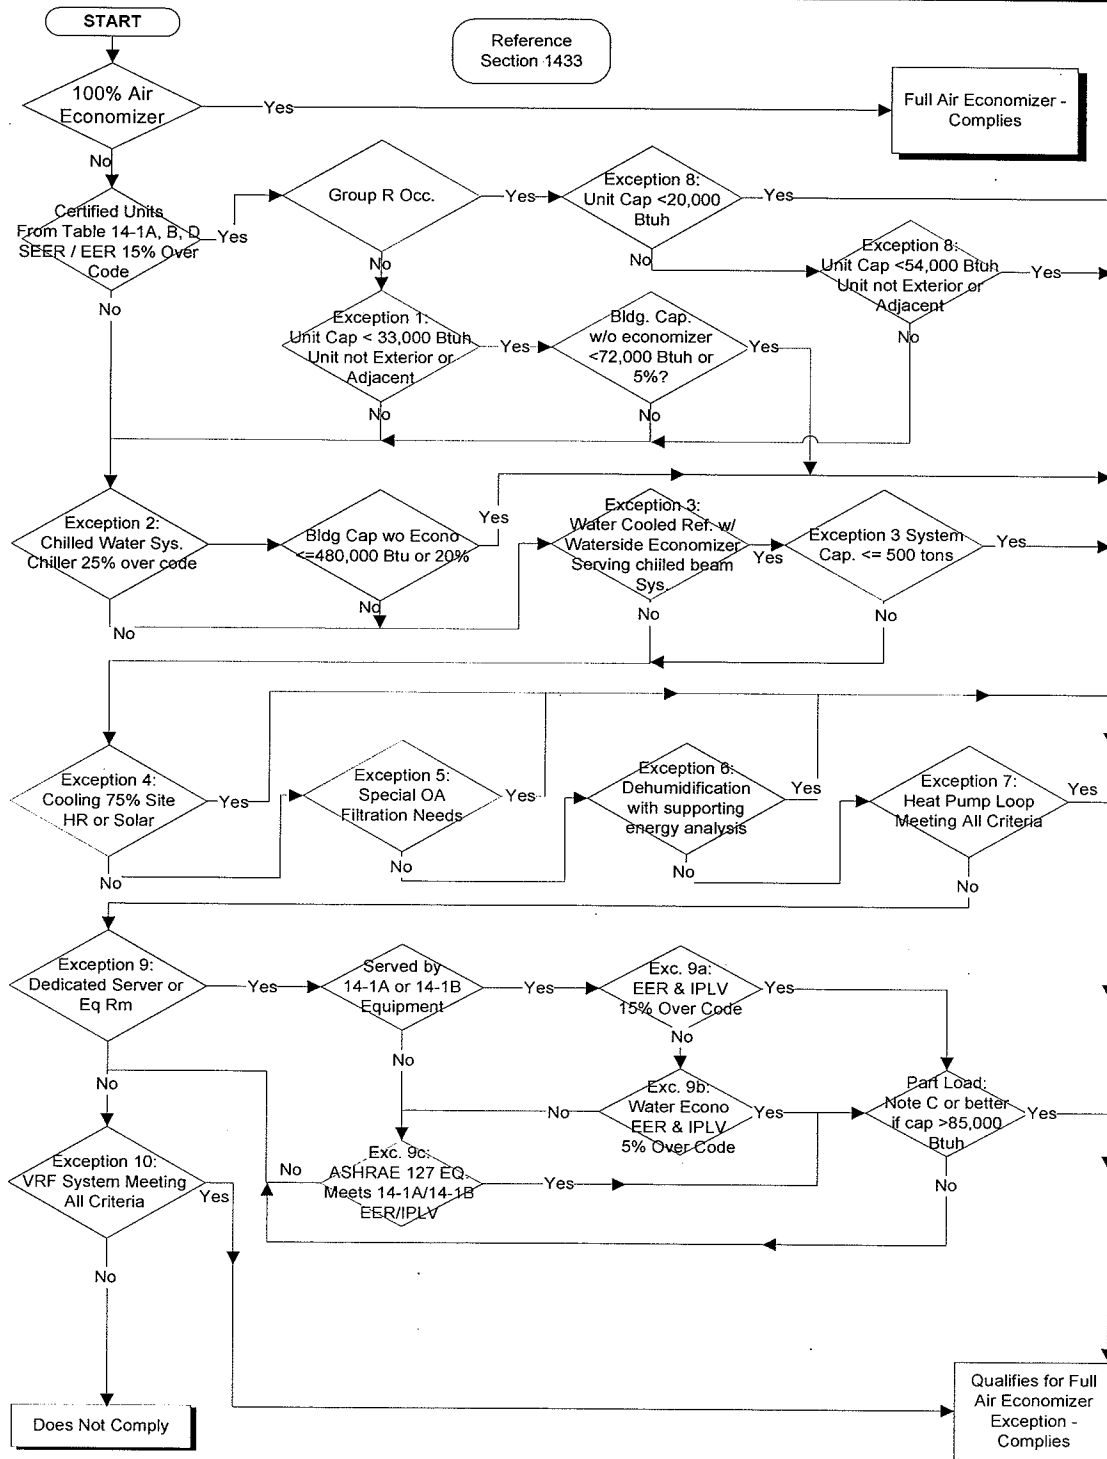 START
Reference
Section 1433
100% Air
Economizer
Yes
Full Air Economizer -
Complies
No
Certified Units
From Table 14-1A, B, D
SEER / EER 15% Over
Code
Yes
No
Group R Occ.
Yes
No
Exception 8:
Unit Cap <20,000
Btuh
Yes
No
Exception 8:
Unit Cap <54,000 Btuh
Unit not Exterior or
Adjacent
Yes
No
Exception 1:
Unit Cap < 33,000 Btuh
Unit not Exterior or
Adjacent
Yes
No
Bldg. Cap.
w/o economizer
<72,000 Btuh or
5%?
Yes
No
Exception 2:
Chilled Water Sys.
Chiller 25% over code
No
Bldg Cap wo Econo
<=480,000 Btu or 20%
Yes
No
Exception 3:
Water Cooled Ref. w/
Waterside Economizer
Serving chilled beam
Sys.
Yes
No
Exception 3 System
Cap. <= 500 tons
Yes
No
Exception 4:
Cooling 75% Site
HR or Solar
Yes
No
Exception 5:
Special OA
Filtration Needs
Yes
No
Exception 6:
Dehumidification
with supporting
energy analysis
Yes
No
Exception 7:
Heat Pump Loop
Meeting All Criteria
Yes
No
Exception 9:
Dedicated Server or
Eq Rm
Yes
No
Served by
14-1A or 14-1B
Equipment
Yes
No
Exc. 9a:
EER & IPLV
15% Over Code
Yes
No
Exc. 9b:
Water Econo
EER & IPLV
5% Over Code
Yes
No
Part Load:
Note C or better
if cap >85,000
Btuh
Yes
No
Exc. 9c:
ASHRAE 127 EQ.
Meets 14-1A/14-1B
EER/IPLV
Yes
No
Exception 10:
VRF System Meeting
All Criteria
Yes
No
Does Not Comply
Qualifies for Full
Air Economizer
Exception -
Complies